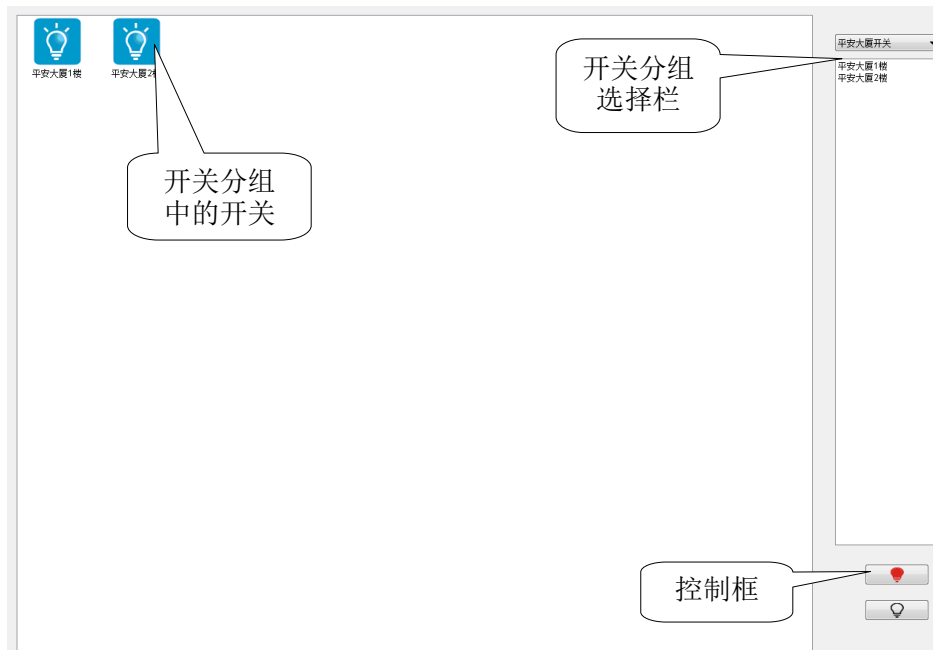 平安大厦1楼
平安大厦2楼
开关分组
选择栏
平安大厦开关
平安大厦1楼
平安大厦2楼
开关分组
中的开关
控制框